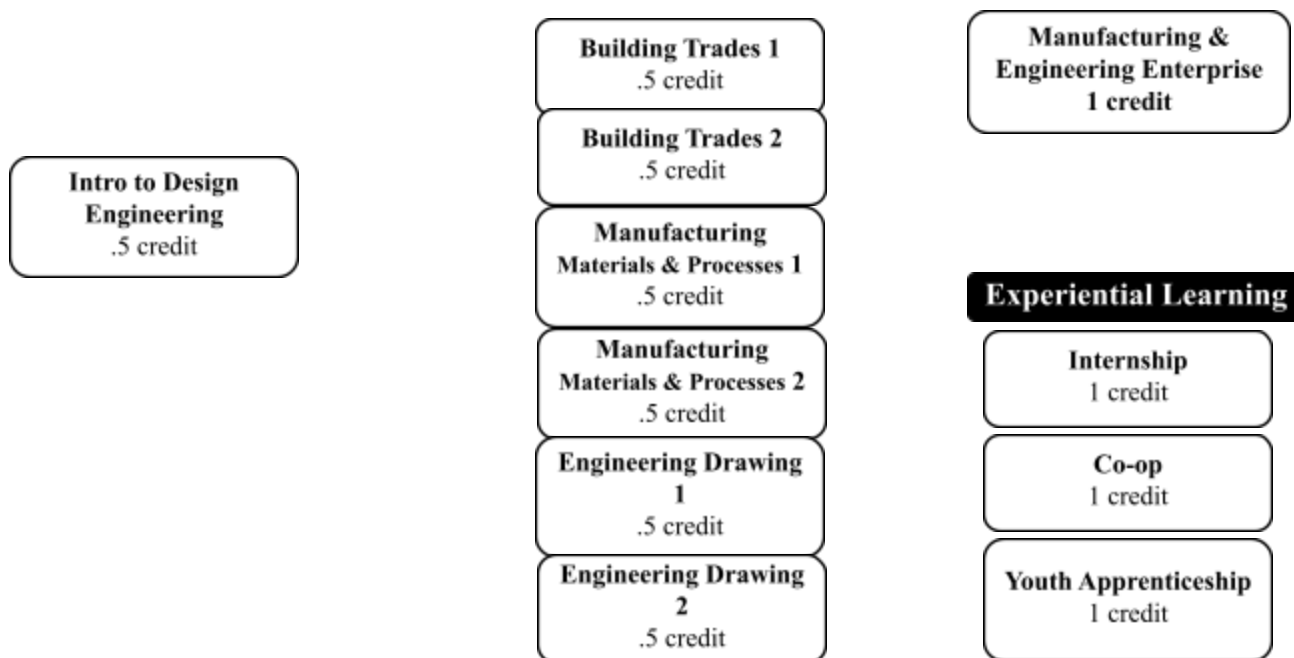 Intro to Design
Engineering
.5 credit
Building Trades 1
.5 credit
Building Trades 2
.5 credit
Manufacturing
Materials & Processes 1
.5 credit
Manufacturing
Materials & Processes 2
.5 credit
Engineering Drawing
1
.5 credit
Engineering Drawing
2
.5 credit
Manufacturing &
Engineering Enterprise
1 credit
Experiential Learning
Internship
1 credit
Co-op
1 credit
Youth Apprenticeship
1 credit